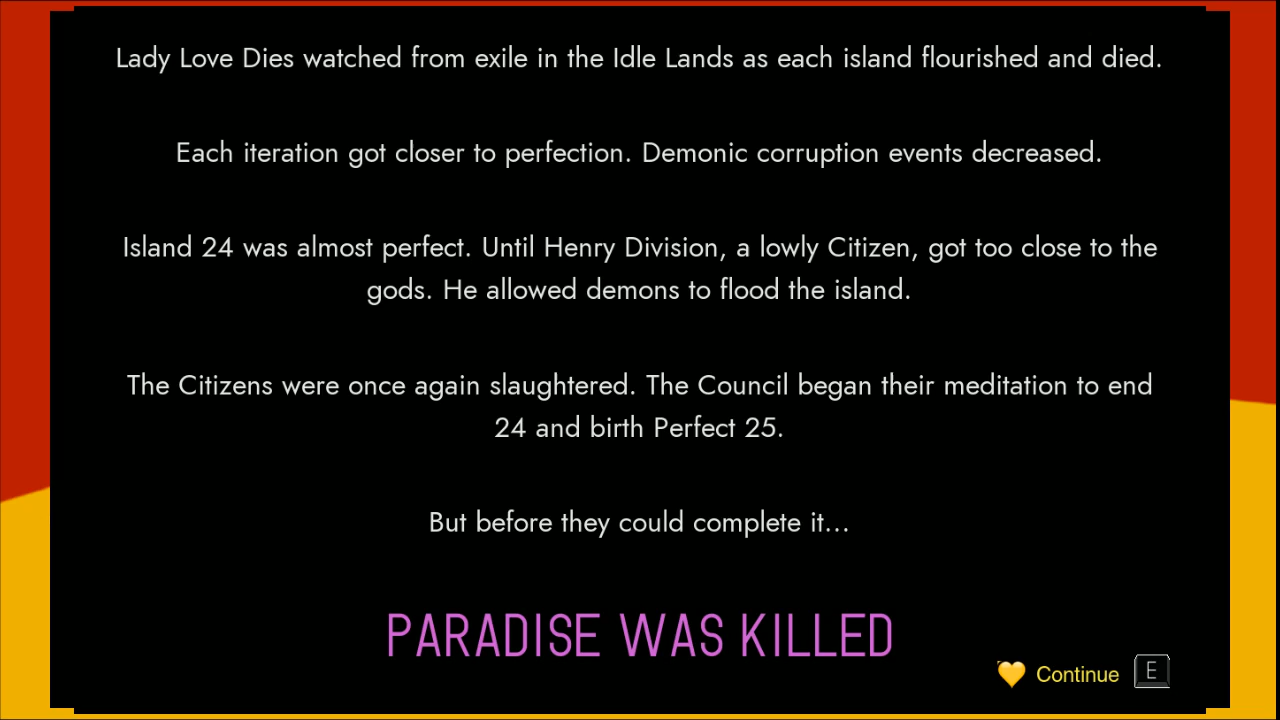 Lady Love Dies watched from exile in the Idle Lands as each island flourished and died.
Each iteration got closer to perfection. Demonic corruption events decreased.
Island 24 was almost perfect. Until Henry Division, a lowly Citizen, got too close to the
gods. He allowed demons to flood the island.
The Citizens were once again slaughtered. The Council began their meditation to end
24 and birth Perfect 25.
But before they could complete it...
PARADISE WAS KILLED
Continue E